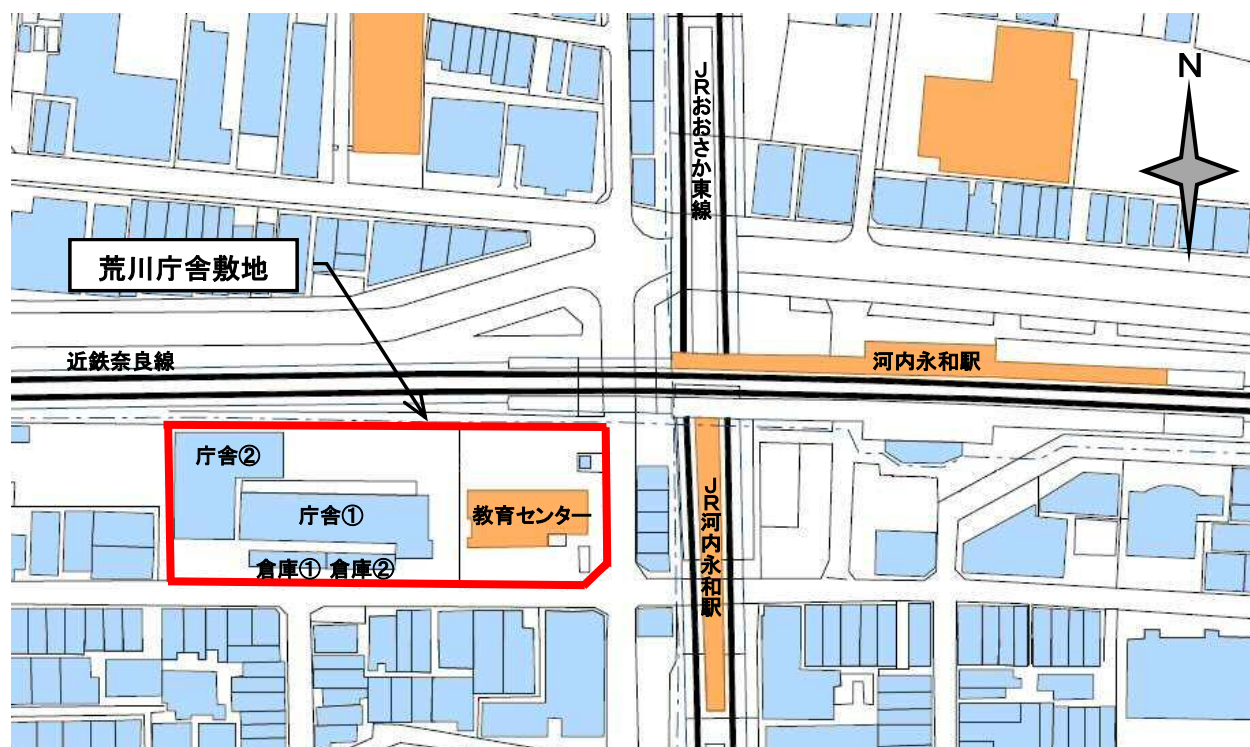 N
JRおおさか東線
荒川庁舎敷地
近鉄奈良線
河内永和駅
庁舎②
庁舎①
教育センター
倉庫① 倉庫②
JR河内永和駅